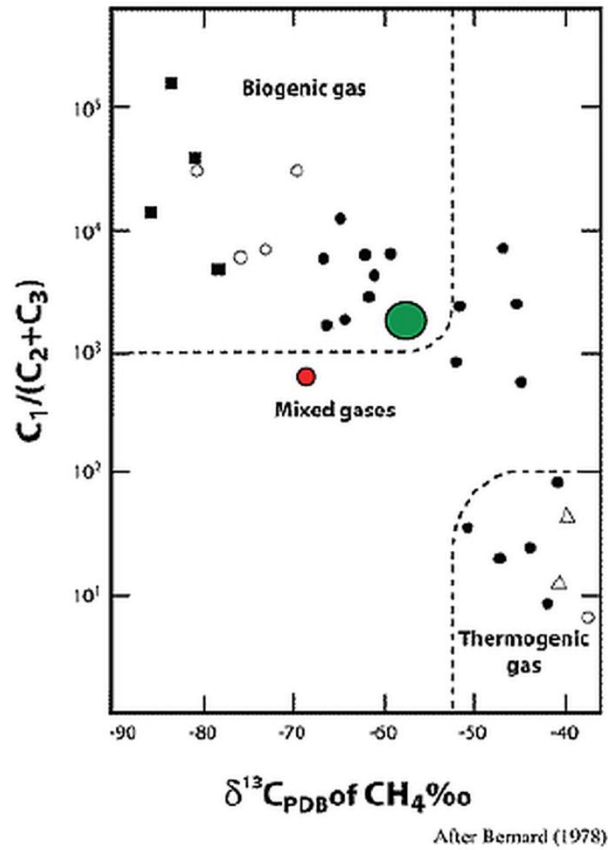 Biogenic gas
10⁵
10⁴
10³
10²
10¹
C₁/(C₂+C₃)
Mixed gases
Thermogenic
gas
-90 -80 -70 -60 -50 -40
δ¹³C_PDB of CH₄‰
After Bernard (1978)